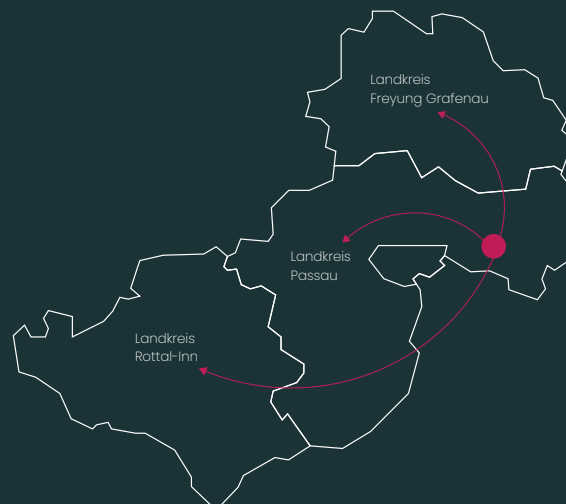 Landkreis
Freyung Grafenau
Landkreis
Passau
Landkreis
Rottal-Inn